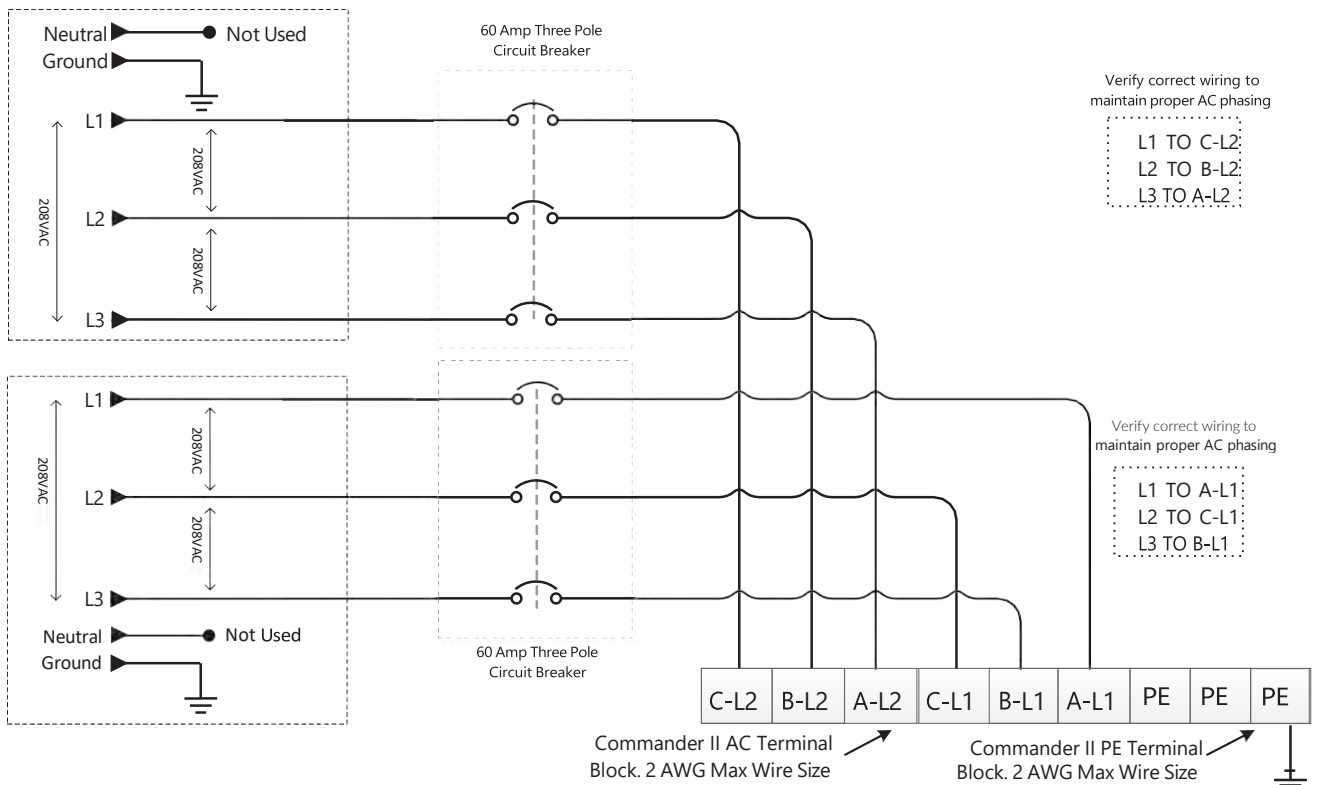 Neutral
Not Used
Ground
60 Amp Three Pole
Circuit Breaker
L1
L2
L3
208VAC
208VAC
208VAC
Verify correct wiring to
maintain proper AC phasing
L1 TO C-L2
L2 TO B-L2
L3 TO A-L2
L1
L2
L3
208VAC
208VAC
208VAC
Neutral
Not Used
Ground
60 Amp Three Pole
Circuit Breaker
Verify correct wiring to
maintain proper AC phasing
L1 TO A-L1
L2 TO C-L1
L3 TO B-L1
C-L2 B-L2 A-L2 C-L1 B-L1 A-L1 PE PE PE
Commander II AC Terminal
Block. 2 AWG Max Wire Size
Commander II PE Terminal
Block. 2 AWG Max Wire Size